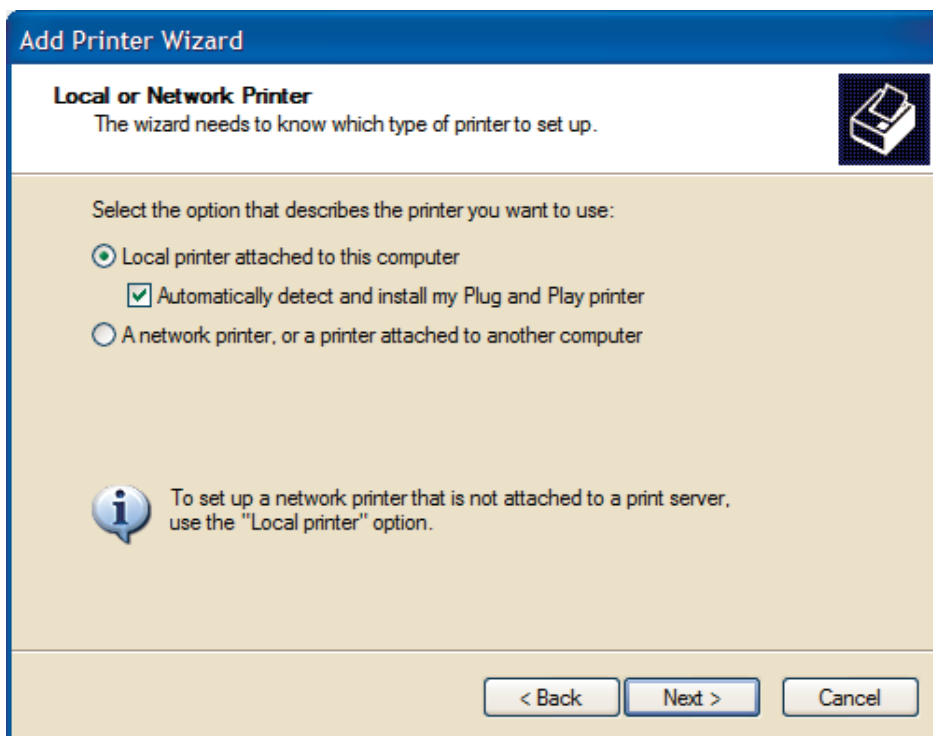 Add Printer Wizard
Local or Network Printer
The wizard needs to know which type of printer to set up.
Select the option that describes the printer you want to use:
Local printer attached to this computer
Automatically detect and install my Plug and Play printer
A network printer, or a printer attached to another computer
To set up a network printer that is not attached to a print server,
use the "Local printer" option.
< Back Next > Cancel